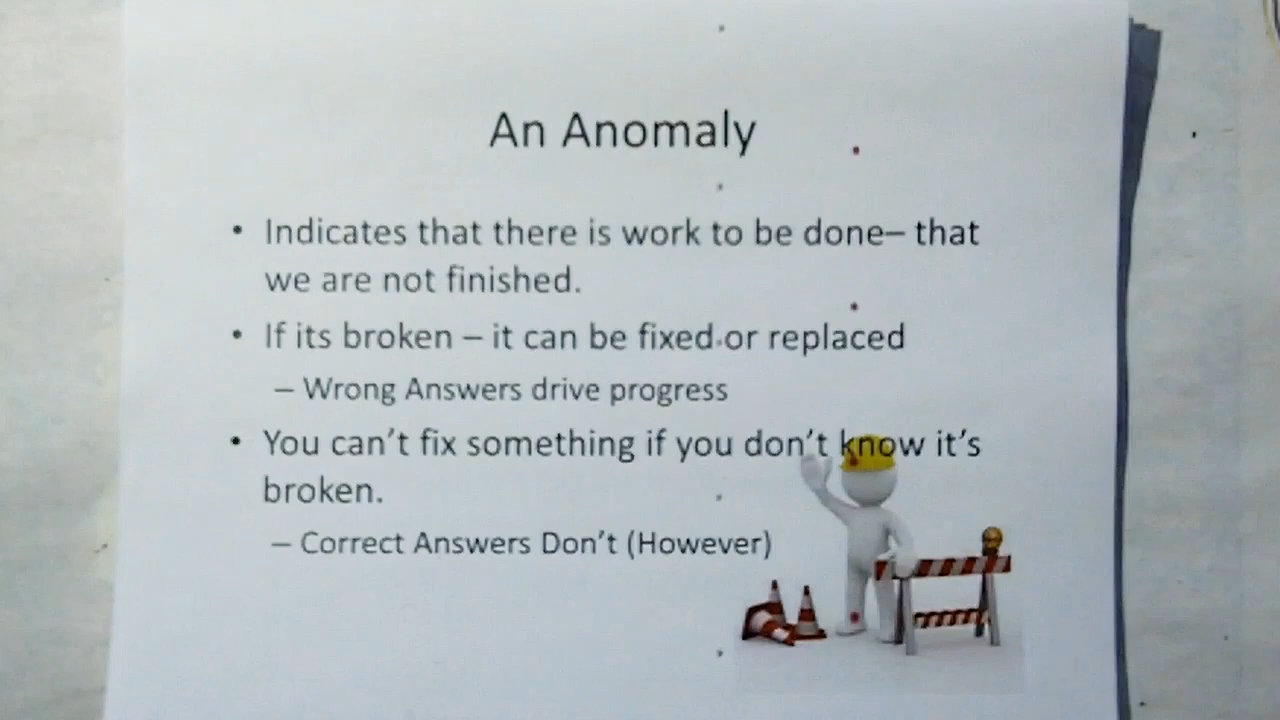 An Anomaly
• Indicates that there is work to be done– that
we are not finished.
• If its broken – it can be fixed or replaced
– Wrong Answers drive progress
• You can't fix something if you don't know it's
broken.
– Correct Answers Don't (However)